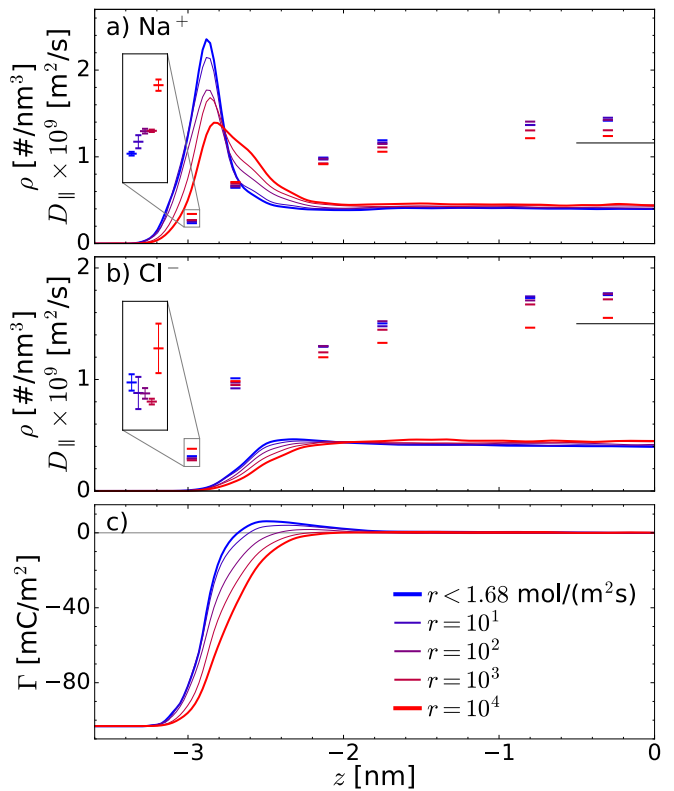 a) Na⁺
ρ [#/nm³]
D∥ × 10⁹ [m²/s]
2
1
0
b) Cl⁻
ρ [#/nm³]
D∥ × 10⁹ [m²/s]
2
1
0
c)
Γ [mC/m²]
0
−40
−80
r < 1.68 mol/(m²s)
r = 10¹
r = 10²
r = 10³
r = 10⁴
−3 −2 −1 0
z [nm]